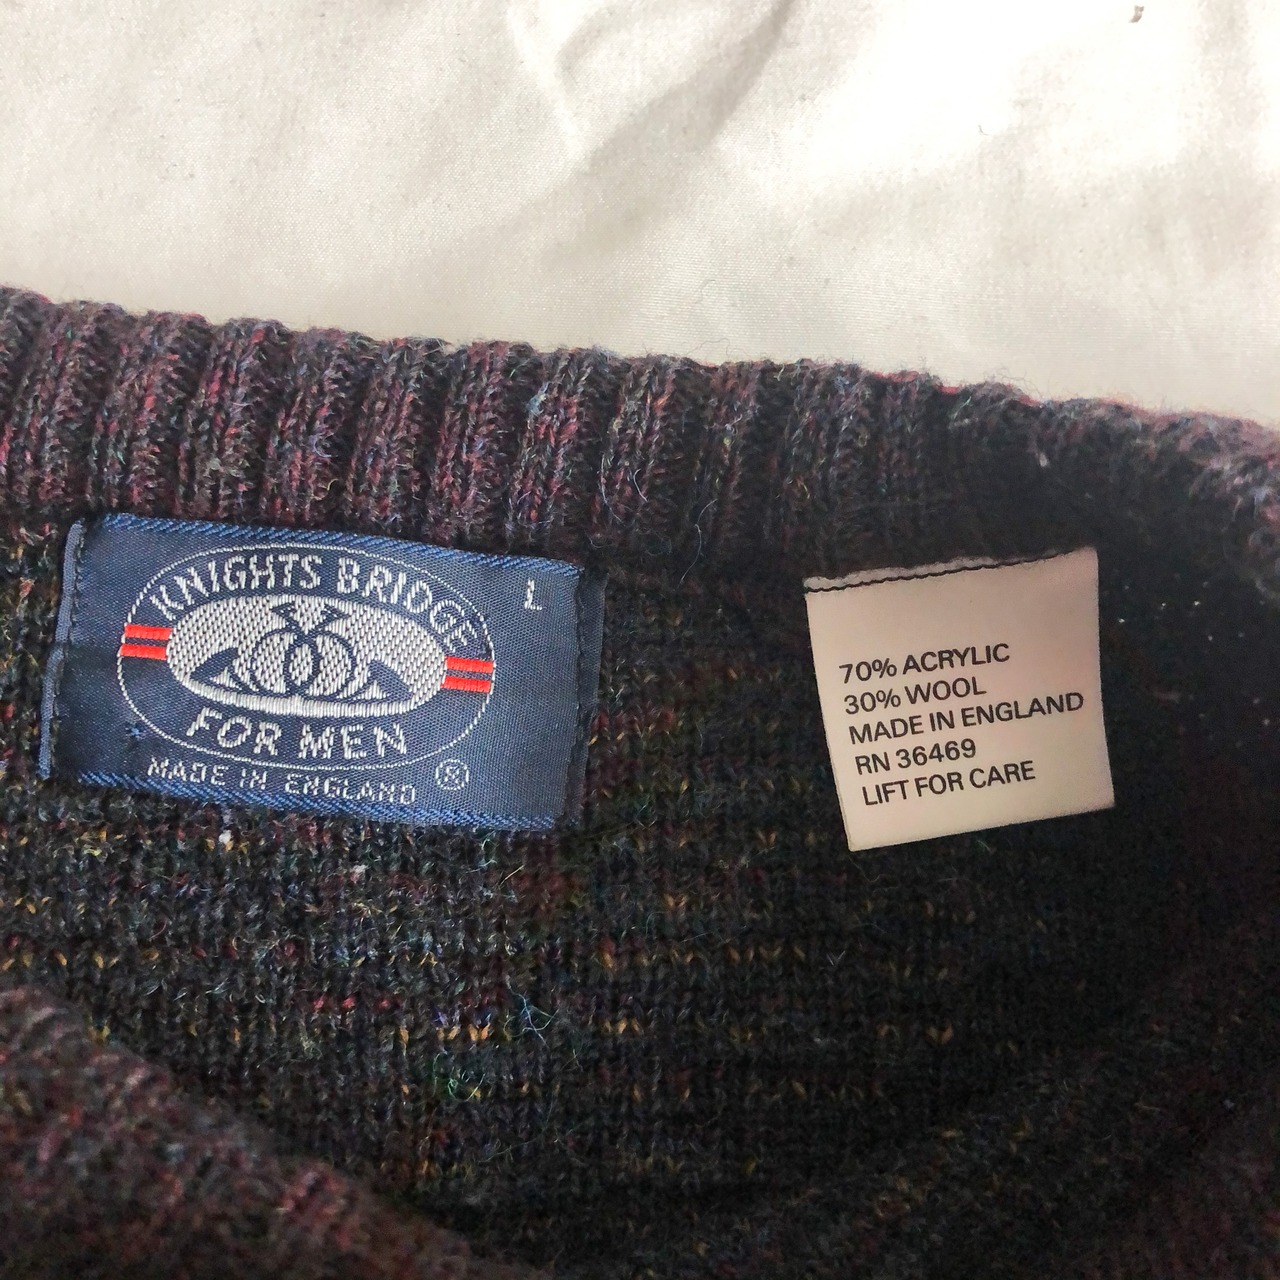 KNIGHTS BRIDGE
L
FOR MEN
MADE IN ENGLAND ®
70% ACRYLIC
30% WOOL
MADE IN ENGLAND
RN 36469
LIFT FOR CARE